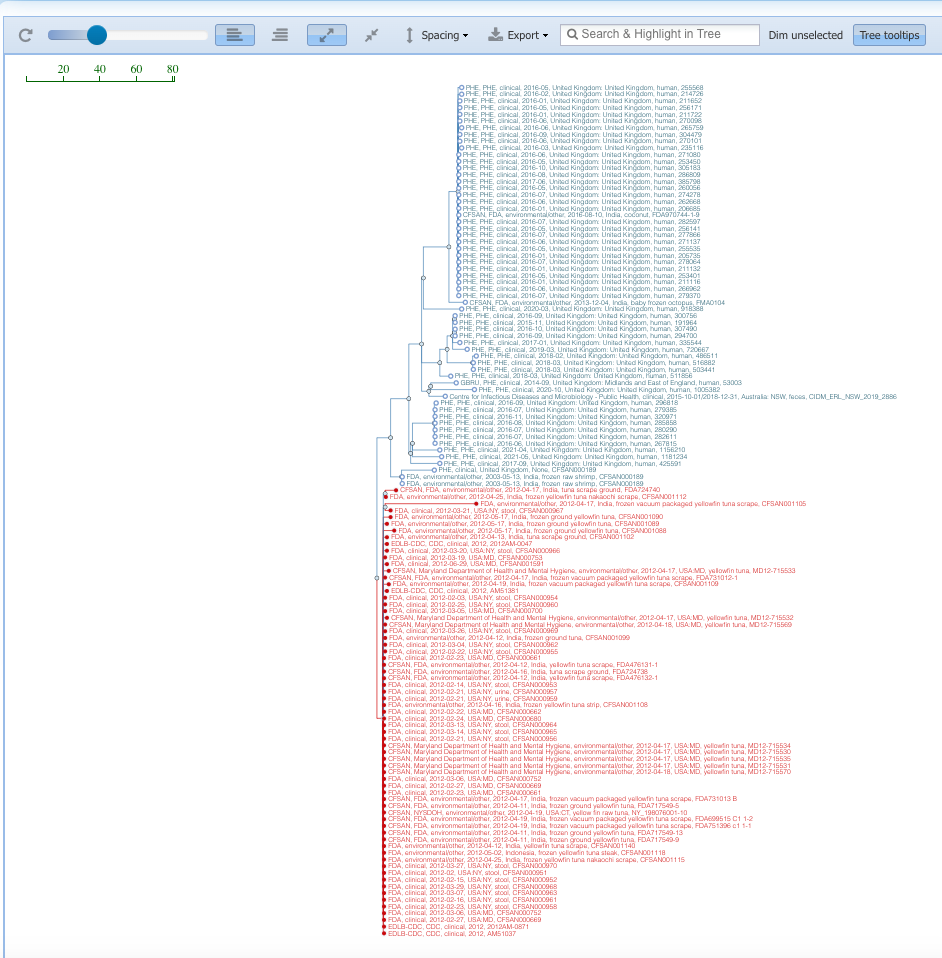 Spacing
Export
Search & Highlight in Tree
Dim unselected
Tree tooltips
20 40 60 80
PHE, PHE, clinical, 2016-05, United Kingdom: United Kingdom, human, 255568
PHE, PHE, clinical, 2016-02, United Kingdom: United Kingdom, human, 214726
PHE, PHE, clinical, 2016-01, United Kingdom: United Kingdom, human, 211652
PHE, PHE, clinical, 2016-05, United Kingdom: United Kingdom, human, 256171
PHE, PHE, clinical, 2016-01, United Kingdom: United Kingdom, human, 211722
PHE, PHE, clinical, 2016-06, United Kingdom: United Kingdom, human, 270098
PHE, PHE, clinical, 2016-06, United Kingdom: United Kingdom, human, 265759
PHE, PHE, clinical, 2016-09, United Kingdom: United Kingdom, human, 304479
PHE, PHE, clinical, 2016-06, United Kingdom: United Kingdom, human, 270101
PHE, PHE, clinical, 2016-03, United Kingdom: United Kingdom, human, 235116
PHE, PHE, clinical, 2016-06, United Kingdom: United Kingdom, human, 271080
PHE, PHE, clinical, 2016-05, United Kingdom: United Kingdom, human, 253450
PHE, PHE, clinical, 2016-10, United Kingdom: United Kingdom, human, 305183
PHE, PHE, clinical, 2016-08, United Kingdom: United Kingdom, human, 286809
PHE, PHE, clinical, 2017-06, United Kingdom: United Kingdom, human, 385798
PHE, PHE, clinical, 2016-05, United Kingdom: United Kingdom, human, 260056
PHE, PHE, clinical, 2016-07, United Kingdom: United Kingdom, human, 274278
PHE, PHE, clinical, 2016-06, United Kingdom: United Kingdom, human, 262668
PHE, PHE, clinical, 2016-01, United Kingdom: United Kingdom, human, 206685
CFSAN, FDA, environmental/other, 2016-08-10, India, coconut, FDA970744-1-9
PHE, PHE, clinical, 2016-07, United Kingdom: United Kingdom, human, 282597
PHE, PHE, clinical, 2016-05, United Kingdom: United Kingdom, human, 256141
PHE, PHE, clinical, 2016-07, United Kingdom: United Kingdom, human, 277866
PHE, PHE, clinical, 2016-06, United Kingdom: United Kingdom, human, 271137
PHE, PHE, clinical, 2016-05, United Kingdom: United Kingdom, human, 255535
PHE, PHE, clinical, 2016-01, United Kingdom: United Kingdom, human, 205735
PHE, PHE, clinical, 2016-07, United Kingdom: United Kingdom, human, 278064
PHE, PHE, clinical, 2016-01, United Kingdom: United Kingdom, human, 211132
PHE, PHE, clinical, 2016-05, United Kingdom: United Kingdom, human, 253401
PHE, PHE, clinical, 2016-01, United Kingdom: United Kingdom, human, 211116
PHE, PHE, clinical, 2016-06, United Kingdom: United Kingdom, human, 266962
PHE, PHE, clinical, 2016-07, United Kingdom: United Kingdom, human, 279370
CFSAN, FDA, environmental/other, 2013-12-04, India, baby frozen octopus, FMA0104
PHE, PHE, clinical, 2020-03, United Kingdom: United Kingdom, human, 918388
PHE, PHE, clinical, 2016-09, United Kingdom: United Kingdom, human, 300756
PHE, PHE, clinical, 2015-11, United Kingdom: United Kingdom, human, 191964
PHE, PHE, clinical, 2016-10, United Kingdom: United Kingdom, human, 307490
PHE, PHE, clinical, 2016-09, United Kingdom: United Kingdom, human, 294700
PHE, PHE, clinical, 2017-01, United Kingdom: United Kingdom, human, 335544
PHE, PHE, clinical, 2019-03, United Kingdom: United Kingdom, human, 720667
PHE, PHE, clinical, 2018-02, United Kingdom: United Kingdom, human, 486511
PHE, PHE, clinical, 2018-03, United Kingdom: United Kingdom, human, 516882
PHE, PHE, clinical, 2018-03, United Kingdom: United Kingdom, human, 503441
PHE, PHE, clinical, 2018-03, United Kingdom: United Kingdom, human, 511856
GBRU, PHE, clinical, 2014-09, United Kingdom: Midlands and East of England, human, 53003
PHE, PHE, clinical, 2020-10, United Kingdom: United Kingdom, human, 1005382
Centre for Infectious Diseases and Microbiology - Public Health, clinical, 2015-10-01/2018-12-31, Australia: NSW, feces, CIDM_ERL_NSW_2019_2886
PHE, PHE, clinical, 2016-09, United Kingdom: United Kingdom, human, 296818
PHE, PHE, clinical, 2016-07, United Kingdom: United Kingdom, human, 279385
PHE, PHE, clinical, 2016-11, United Kingdom: United Kingdom, human, 320971
PHE, PHE, clinical, 2016-08, United Kingdom: United Kingdom, human, 285858
PHE, PHE, clinical, 2016-07, United Kingdom: United Kingdom, human, 280290
PHE, PHE, clinical, 2016-07, United Kingdom: United Kingdom, human, 282611
PHE, PHE, clinical, 2016-06, United Kingdom: United Kingdom, human, 267815
PHE, PHE, clinical, 2021-04, United Kingdom: United Kingdom, human, 1156210
PHE, PHE, clinical, 2021-05, United Kingdom: United Kingdom, human, 1181234
PHE, PHE, clinical, 2017-09, United Kingdom: United Kingdom, human, 425591
PHE, clinical, United Kingdom, None, CFSAN000189
FDA, environmental/other, 2003-05-13, India, frozen raw shrimp, CFSAN000189
FDA, environmental/other, 2003-05-13, India, frozen raw shrimp, CFSAN000189
CFSAN, FDA, environmental/other, 2012-04-17, India, tuna scrape ground, FDA724740
FDA, environmental/other, 2012-04-25, India, frozen yellowfin tuna nakaochi scrape, CFSAN001112
FDA, environmental/other, 2012-04-17, India, frozen vacuum packaged yellowfin tuna scrape, CFSAN001105
FDA, clinical, 2012-03-21, USA:NY, stool, CFSAN000967
FDA, environmental/other, 2012-05-17, India, frozen ground yellowfin tuna, CFSAN001090
FDA, environmental/other, 2012-05-17, India, frozen ground yellowfin tuna, CFSAN001089
FDA, environmental/other, 2012-05-17, India, frozen ground yellowfin tuna, CFSAN001088
FDA, environmental/other, 2012-04-13, India, tuna scrape ground, CFSAN001102
EDLB-CDC, CDC, clinical, 2012, 2012AM-0047
FDA, clinical, 2012-03-20, USA:NY, stool, CFSAN000966
FDA, clinical, 2012-03-19, USA:MD, CFSAN000753
FDA, clinical, 2012-06-29, USA:MD, CFSAN001591
CFSAN, Maryland Department of Health and Mental Hygiene, environmental/other, 2012-04-17, USA:MD, yellowfin tuna, MD12-715533
CFSAN, FDA, environmental/other, 2012-04-17, India, frozen vacuum packaged yellowfin tuna scrape, FDA731012-1
FDA, environmental/other, 2012-04-19, India, frozen vacuum packaged yellowfin tuna scrape, CFSAN001109
EDLB-CDC, CDC, clinical, 2012, AM51381
FDA, clinical, 2012-02-03, USA:NY, stool, CFSAN000954
FDA, clinical, 2012-02-25, USA:NY, stool, CFSAN000960
FDA, clinical, 2012-03-05, USA:MD, CFSAN000700
CFSAN, Maryland Department of Health and Mental Hygiene, environmental/other, 2012-04-17, USA:MD, yellowfin tuna, MD12-715532
CFSAN, Maryland Department of Health and Mental Hygiene, environmental/other, 2012-04-18, USA:MD, yellowfin tuna, MD12-715569
FDA, clinical, 2012-03-26, USA:NY, stool, CFSAN000969
FDA, environmental/other, 2012-04-12, India, frozen ground tuna, CFSAN001099
FDA, clinical, 2012-03-04, USA:NY, stool, CFSAN000962
FDA, clinical, 2012-02-22, USA:NY, stool, CFSAN000955
FDA, clinical, 2012-02-23, USA:MD, CFSAN000661
CFSAN, FDA, environmental/other, 2012-04-12, India, yellowfin tuna scrape, FDA476131-1
CFSAN, FDA, environmental/other, 2012-04-16, India, tuna scrape ground, FDA724738
CFSAN, FDA, environmental/other, 2012-04-12, India, yellowfin tuna scrape, FDA476132-1
FDA, clinical, 2012-02-14, USA:NY, stool, CFSAN000953
FDA, clinical, 2012-02-21, USA:NY, urine, CFSAN000957
FDA, clinical, 2012-02-21, USA:NY, urine, CFSAN000959
FDA, environmental/other, 2012-04-16, India, frozen yellowfin tuna strip, CFSAN001108
FDA, clinical, 2012-02-22, USA:MD, CFSAN000662
FDA, clinical, 2012-02-24, USA:MD, CFSAN000680
FDA, clinical, 2012-03-13, USA:NY, stool, CFSAN000964
FDA, clinical, 2012-03-14, USA:NY, stool, CFSAN000965
FDA, clinical, 2012-02-21, USA:NY, stool, CFSAN000956
CFSAN, Maryland Department of Health and Mental Hygiene, environmental/other, 2012-04-17, USA:MD, yellowfin tuna, MD12-715534
CFSAN, Maryland Department of Health and Mental Hygiene, environmental/other, 2012-04-17, USA:MD, yellowfin tuna, MD12-715530
CFSAN, Maryland Department of Health and Mental Hygiene, environmental/other, 2012-04-17, USA:MD, yellowfin tuna, MD12-715535
CFSAN, Maryland Department of Health and Mental Hygiene, environmental/other, 2012-04-17, USA:MD, yellowfin tuna, MD12-715531
CFSAN, Maryland Department of Health and Mental Hygiene, environmental/other, 2012-04-18, USA:MD, yellowfin tuna, MD12-715570
FDA, clinical, 2012-03-06, USA:MD, CFSAN000752
FDA, clinical, 2012-02-27, USA:MD, CFSAN000669
FDA, clinical, 2012-02-23, USA:MD, CFSAN000661
CFSAN, FDA, environmental/other, 2012-04-17, India, frozen vacuum packaged yellowfin tuna scrape, FDA731013 B
CFSAN, FDA, environmental/other, 2012-04-11, India, frozen ground yellowfin tuna, FDA717549-5
CFSAN, NYSDOH, environmental/other, 2012-04-19, USA:CT, yellow fin raw tuna, NY_198076001-10
CFSAN, FDA, environmental/other, 2012-04-19, India, frozen vacuum packaged yellowfin tuna scrape, FDA699515 C1 1-2
CFSAN, FDA, environmental/other, 2012-04-19, India, frozen vacuum packaged yellowfin tuna scrape, FDA751396 c1 1-1
CFSAN, FDA, environmental/other, 2012-04-11, India, frozen ground yellowfin tuna, FDA717549-13
CFSAN, FDA, environmental/other, 2012-04-11, India, frozen ground yellowfin tuna, FDA717549-9
FDA, environmental/other, 2012-04-12, India, yellowfin tuna scrape, CFSAN001140
FDA, environmental/other, 2012-05-02, Indonesia, frozen yellowfin tuna steak, CFSAN001118
FDA, environmental/other, 2012-04-25, India, frozen yellowfin tuna nakaochi scrape, CFSAN001115
FDA, clinical, 2012-03-27, USA:NY, stool, CFSAN000970
FDA, clinical, 2012-02, USA:NY, stool, CFSAN000951
FDA, clinical, 2012-02-15, USA:NY, stool, CFSAN000952
FDA, clinical, 2012-03-29, USA:NY, stool, CFSAN000968
FDA, clinical, 2012-03-07, USA:NY, stool, CFSAN000963
FDA, clinical, 2012-02-16, USA:NY, stool, CFSAN000961
FDA, clinical, 2012-02-23, USA:NY, stool, CFSAN000958
FDA, clinical, 2012-03-06, USA:MD, CFSAN000752
FDA, clinical, 2012-02-27, USA:MD, CFSAN000669
EDLB-CDC, CDC, clinical, 2012, 2012AM-0871
EDLB-CDC, CDC, clinical, 2012, AM51037